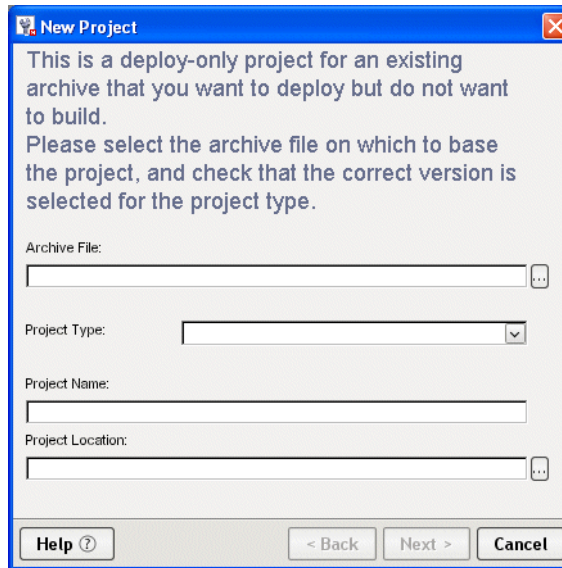 New Project
This is a deploy-only project for an existing
archive that you want to deploy but do not want
to build.
Please select the archive file on which to base
the project, and check that the correct version is
selected for the project type.
Archive File:
...
Project Type:
Project Name:
Project Location:
...
Help ?
< Back
Next >
Cancel